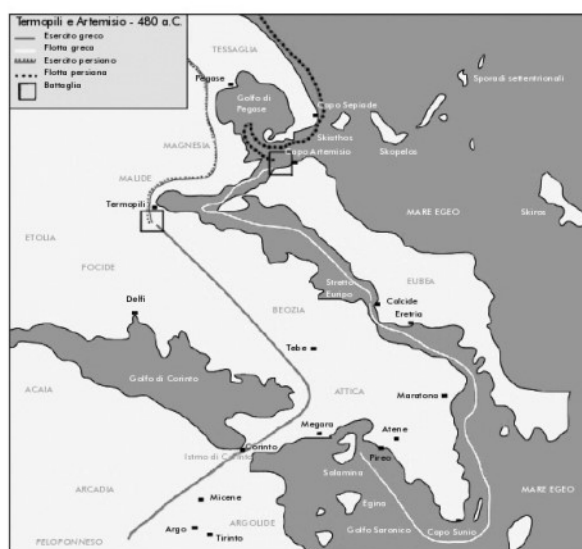 Termopili e Artemisio - 480 a.C.
Esercito greco
Flotta greca
Esercito persiano
Flotta persiana
Battaglia
TESSAGLIA
Sporadi settentrionali
Pegase
Golfo di
Pegase
Capo Sepiade
Skiathos
MAGNESIA
Skopelos
Capo Artemisio
MALIDE
Termopili
MARE EGEO
Skiros
ETOLIA
FOCIDE
EUBEA
Stretto
Euripo
Delfi
BEOZIA
Calcide
Eretria
Tebe
Golfo di Corinto
ACAIA
ATTICA
Maratona
Megara
Atene
Corinto
Pireo
Istmo di Corinto
Salamina
ARCADIA
Micene
Egina
MARE EGEO
Argo
ARGOLIDE
Golfo Saronico
Capo Sunio
Tirinto
PELOPONNESO